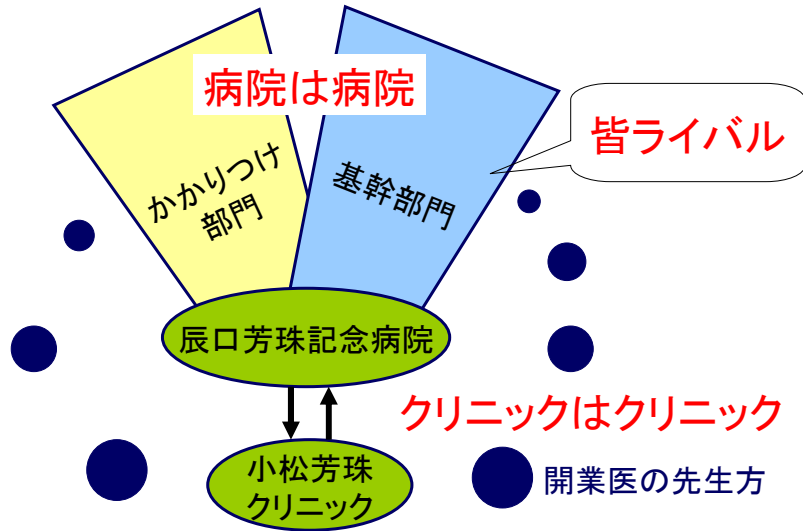 病院は病院
皆ライバル
かかりつけ
部門
基幹部門
辰口芳珠記念病院
クリニックはクリニック
小松芳珠
クリニック
開業医の先生方